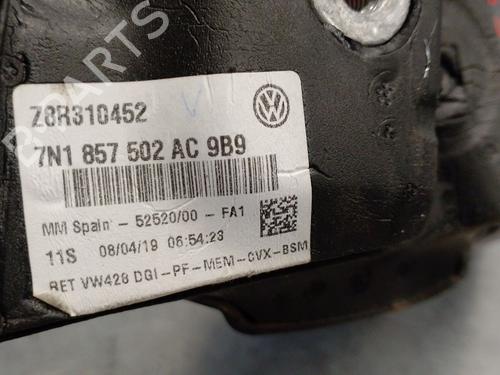 B-PARTS
Z8R310452
7N1 857 502 AC 9B9
MM Spain - 52520/00 - FA1
11S 08/04/19 06:54:23
RET VW428 DGI-PF-MEM-CVX-BSM